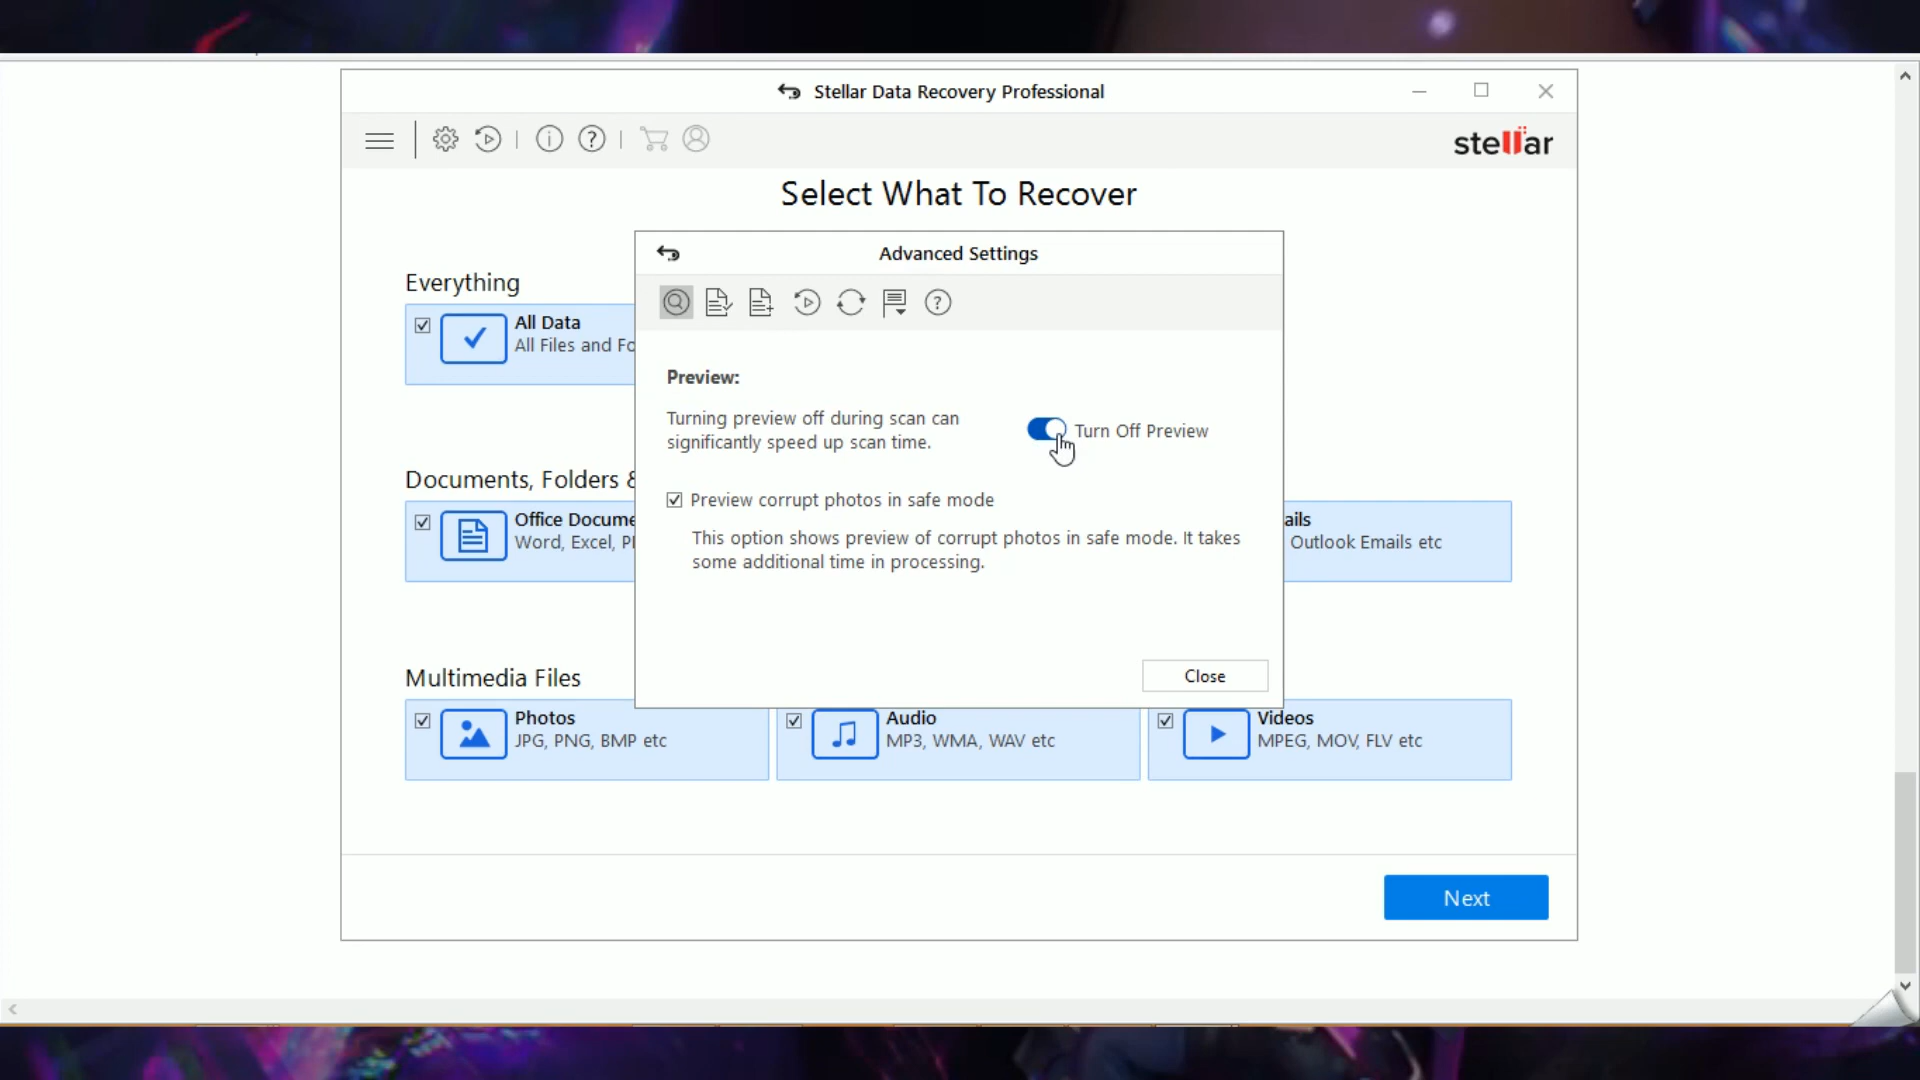 Stellar Data Recovery Professional
stellar
Select What To Recover
Advanced Settings
Everything
All Data
All Files and Fo
Preview:
Turning preview off during scan can
significantly speed up scan time.
Turn Off Preview
Preview corrupt photos in safe mode
This option shows preview of corrupt photos in safe mode. It takes
some additional time in processing.
Close
Documents, Folders &
Office Docume
Word, Excel, P
ails
Outlook Emails etc
Multimedia Files
Photos
JPG, PNG, BMP etc
Audio
MP3, WMA, WAV etc
Videos
MPEG, MOV, FLV etc
Next